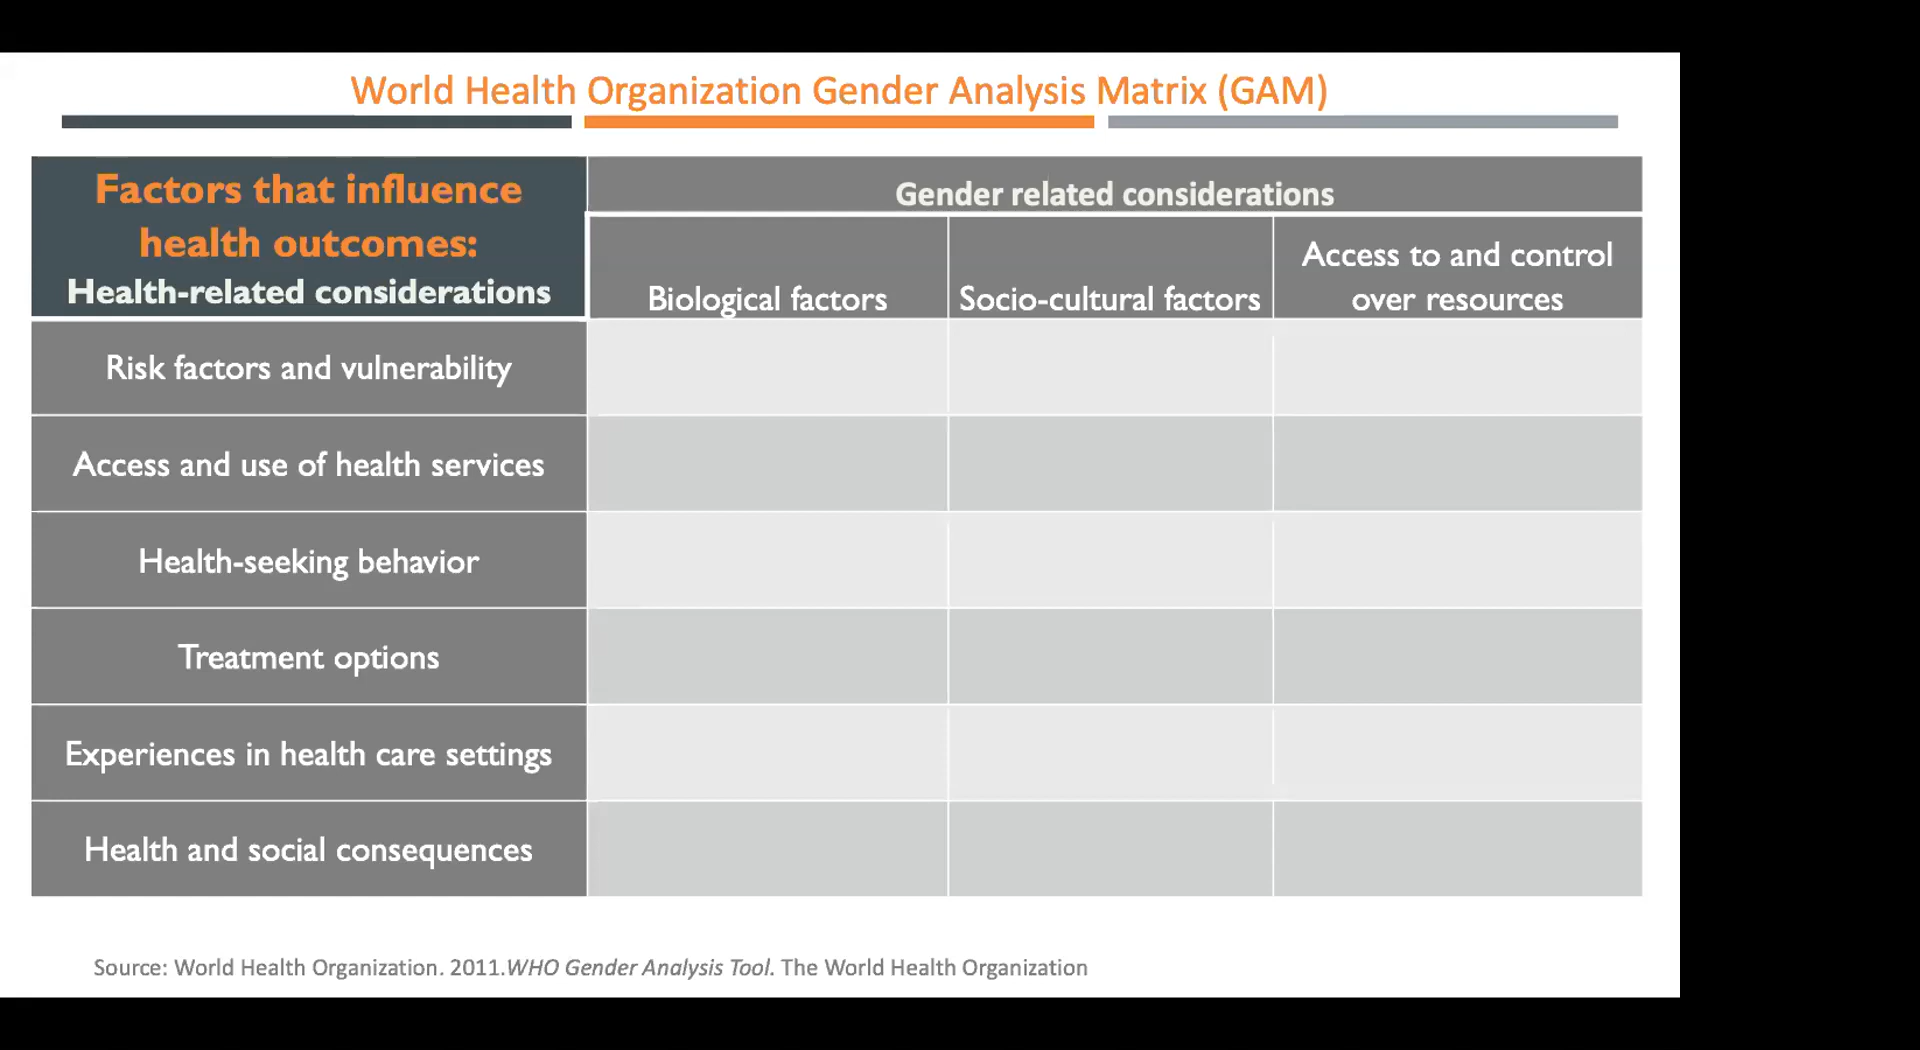 World Health Organization Gender Analysis Matrix (GAM)
Factors that influence
health outcomes:
Health-related considerations
Gender related considerations
Biological factors
Socio-cultural factors
Access to and control
over resources
Risk factors and vulnerability
Access and use of health services
Health-seeking behavior
Treatment options
Experiences in health care settings
Health and social consequences
Source: World Health Organization. 2011.WHO Gender Analysis Tool. The World Health Organization